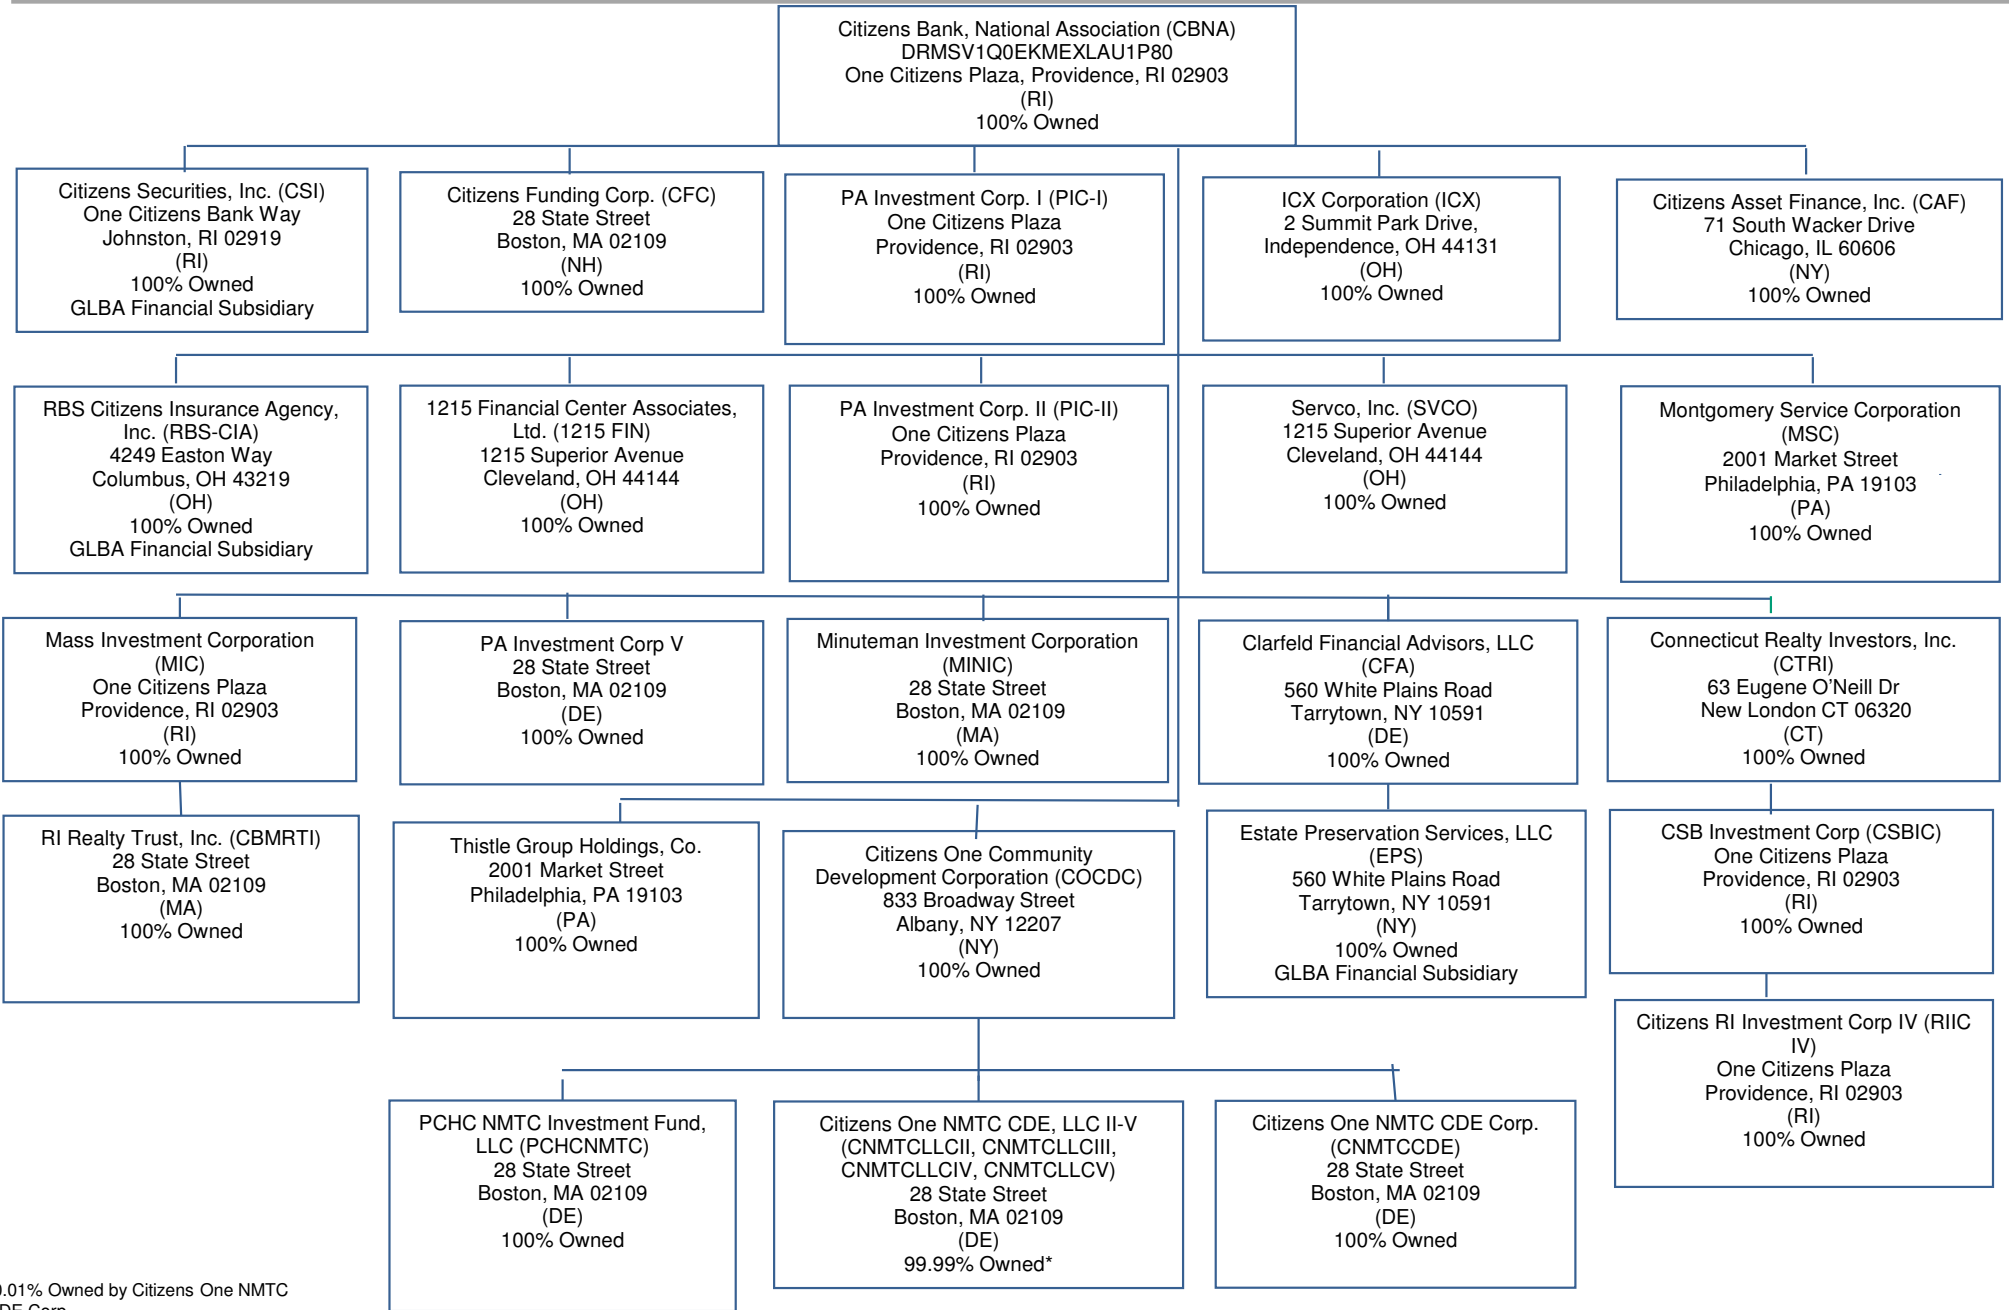 Citizens Bank, National Association (CBNA)
DRMSV1Q0EKMEXLAU1P80
One Citizens Plaza, Providence, RI 02903
(RI)
100% Owned
Citizens Securities, Inc. (CSI)
One Citizens Bank Way
Johnston, RI 02919
(RI)
100% Owned
GLBA Financial Subsidiary
Citizens Funding Corp. (CFC)
28 State Street
Boston, MA 02109
(NH)
100% Owned
PA Investment Corp. I (PIC-I)
One Citizens Plaza
Providence, RI 02903
(RI)
100% Owned
ICX Corporation (ICX)
2 Summit Park Drive,
Independence, OH 44131
(OH)
100% Owned
Citizens Asset Finance, Inc. (CAF)
71 South Wacker Drive
Chicago, IL 60606
(NY)
100% Owned
RBS Citizens Insurance Agency,
Inc. (RBS-CIA)
4249 Easton Way
Columbus, OH 43219
(OH)
100% Owned
GLBA Financial Subsidiary
1215 Financial Center Associates,
Ltd. (1215 FIN)
1215 Superior Avenue
Cleveland, OH 44144
(OH)
100% Owned
PA Investment Corp. II (PIC-II)
One Citizens Plaza
Providence, RI 02903
(RI)
100% Owned
Servco, Inc. (SVCO)
1215 Superior Avenue
Cleveland, OH 44144
(OH)
100% Owned
Montgomery Service Corporation
(MSC)
2001 Market Street
Philadelphia, PA 19103
(PA)
100% Owned
Mass Investment Corporation
(MIC)
One Citizens Plaza
Providence, RI 02903
(RI)
100% Owned
PA Investment Corp V
28 State Street
Boston, MA 02109
(DE)
100% Owned
Minuteman Investment Corporation
(MINIC)
28 State Street
Boston, MA 02109
(MA)
100% Owned
Clarfeld Financial Advisors, LLC
(CFA)
560 White Plains Road
Tarrytown, NY 10591
(DE)
100% Owned
Connecticut Realty Investors, Inc.
(CTRI)
63 Eugene O’Neill Dr
New London CT 06320
(CT)
100% Owned
RI Realty Trust, Inc. (CBMRTI)
28 State Street
Boston, MA 02109
(MA)
100% Owned
Thistle Group Holdings, Co.
2001 Market Street
Philadelphia, PA 19103
(PA)
100% Owned
Citizens One Community
Development Corporation (COCDC)
833 Broadway Street
Albany, NY 12207
(NY)
100% Owned
Estate Preservation Services, LLC
(EPS)
560 White Plains Road
Tarrytown, NY 10591
(NY)
100% Owned
GLBA Financial Subsidiary
CSB Investment Corp (CSBIC)
One Citizens Plaza
Providence, RI 02903
(RI)
100% Owned
Citizens RI Investment Corp IV (RIIC
IV)
One Citizens Plaza
Providence, RI 02903
(RI)
100% Owned
PCHC NMTC Investment Fund,
LLC (PCHCNMTC)
28 State Street
Boston, MA 02109
(DE)
100% Owned
Citizens One NMTC CDE, LLC II-V
(CNMTCLLCII, CNMTCLLCIII,
CNMTCLLCIV, CNMTCLLCV)
28 State Street
Boston, MA 02109
(DE)
99.99% Owned*
Citizens One NMTC CDE Corp.
(CNMTCCDE)
28 State Street
Boston, MA 02109
(DE)
100% Owned
.01% Owned by Citizens One NMTC